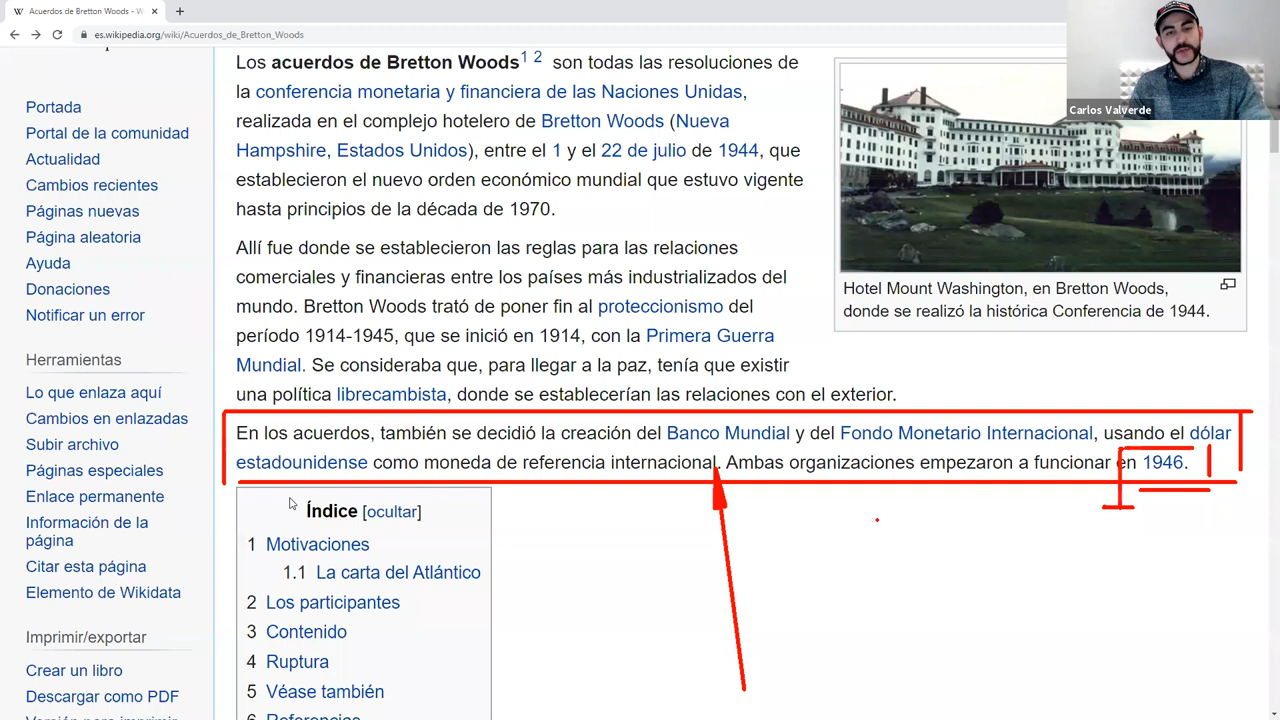 Acuerdos de Bretton Woods - W
es.wikipedia.org/wiki/Acuerdos_de_Bretton_Woods
Carlos Valverde
Portada
Portal de la comunidad
Actualidad
Cambios recientes
Páginas nuevas
Página aleatoria
Ayuda
Donaciones
Notificar un error
Herramientas
Lo que enlaza aquí
Cambios en enlazadas
Subir archivo
Páginas especiales
Enlace permanente
Información de la
página
Citar esta página
Elemento de Wikidata
Imprimir/exportar
Crear un libro
Descargar como PDF
Versión para imprimir
Los acuerdos de Bretton Woods1 2 son todas las resoluciones de
la conferencia monetaria y financiera de las Naciones Unidas,
realizada en el complejo hotelero de Bretton Woods (Nueva
Hampshire, Estados Unidos), entre el 1 y el 22 de julio de 1944, que
establecieron el nuevo orden económico mundial que estuvo vigente
hasta principios de la década de 1970.
Allí fue donde se establecieron las reglas para las relaciones
comerciales y financieras entre los países más industrializados del
mundo. Bretton Woods trató de poner fin al proteccionismo del
período 1914-1945, que se inició en 1914, con la Primera Guerra
Mundial. Se consideraba que, para llegar a la paz, tenía que existir
una política librecambista, donde se establecerían las relaciones con el exterior.
En los acuerdos, también se decidió la creación del Banco Mundial y del Fondo Monetario Internacional, usando el dólar
estadounidense como moneda de referencia internacional. Ambas organizaciones empezaron a funcionar en 1946.
Hotel Mount Washington, en Bretton Woods,
donde se realizó la histórica Conferencia de 1944.
Índice [ocultar]
1 Motivaciones
1.1 La carta del Atlántico
2 Los participantes
3 Contenido
4 Ruptura
5 Véase también
6 Referencias